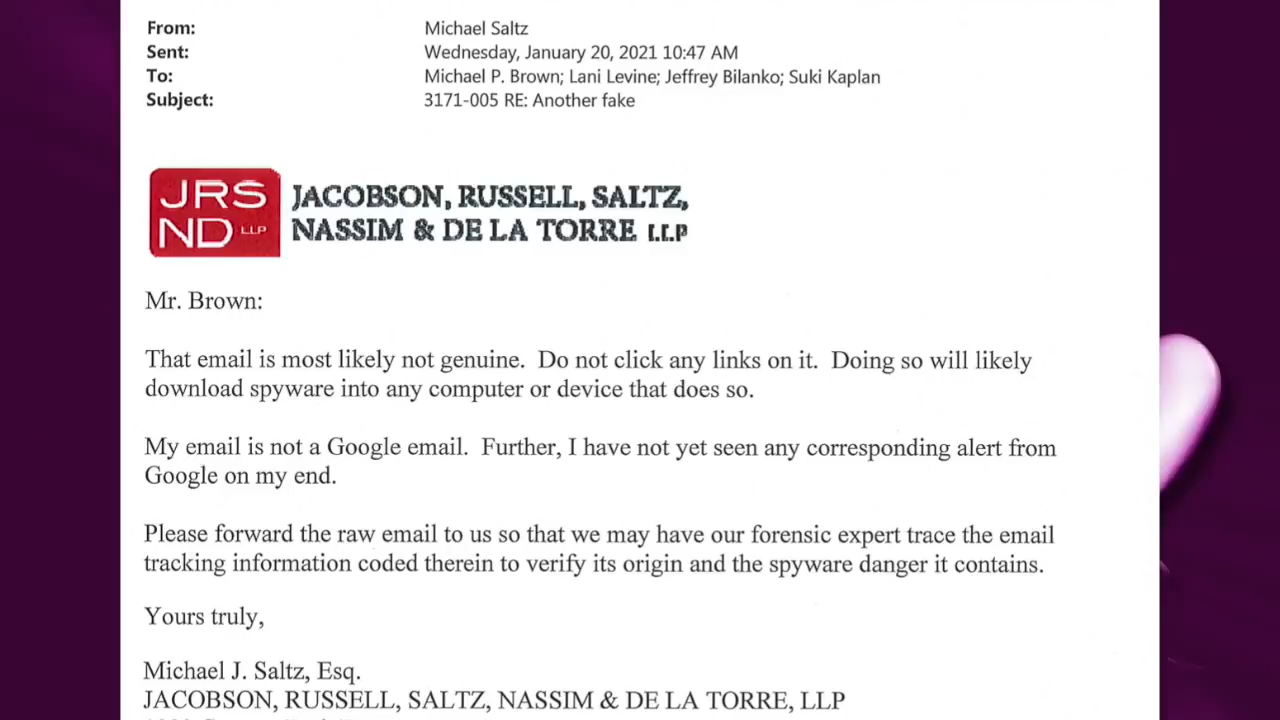 From: Michael Saltz
Sent: Wednesday, January 20, 2021 10:47 AM
To: Michael P. Brown; Lani Levine; Jeffrey Bilanko; Suki Kaplan
Subject: 3171-005 RE: Another fake
JRS
ND LLP
JACOBSON, RUSSELL, SALTZ,
NASSIM & DE LA TORRE LLP
Mr. Brown:
That email is most likely not genuine. Do not click any links on it. Doing so will likely
download spyware into any computer or device that does so.
My email is not a Google email. Further, I have not yet seen any corresponding alert from
Google on my end.
Please forward the raw email to us so that we may have our forensic expert trace the email
tracking information coded therein to verify its origin and the spyware danger it contains.
Yours truly,
Michael J. Saltz, Esq.
JACOBSON, RUSSELL, SALTZ, NASSIM & DE LA TORRE, LLP